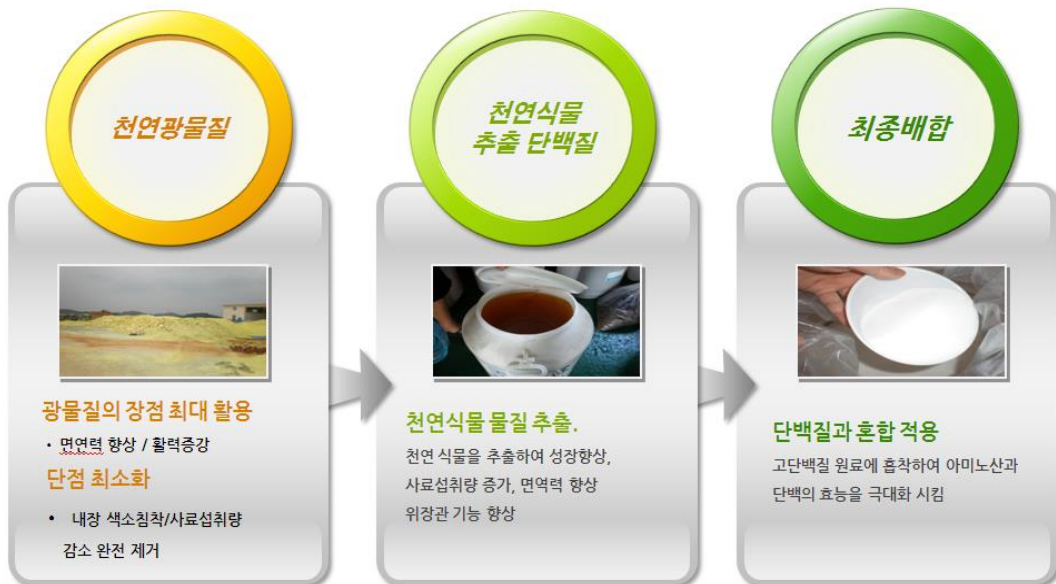 천연광물질
광물질의 장점 최대 활용
• 면연력 향상 / 활력증강
단점 최소화
• 내장 색소침착/사료섭취량
감소 완전 제거
천연식물
추출 단백질
천연식물 물질 추출.
천연 식물을 추출하여 성장향상,
사료섭취량 증가, 면역력 향상
위장관 기능 향상
최종배합
단백질과 혼합 적용
고단백질 원료에 흡착하여 아미노산과
단백의 효능을 극대화 시킴